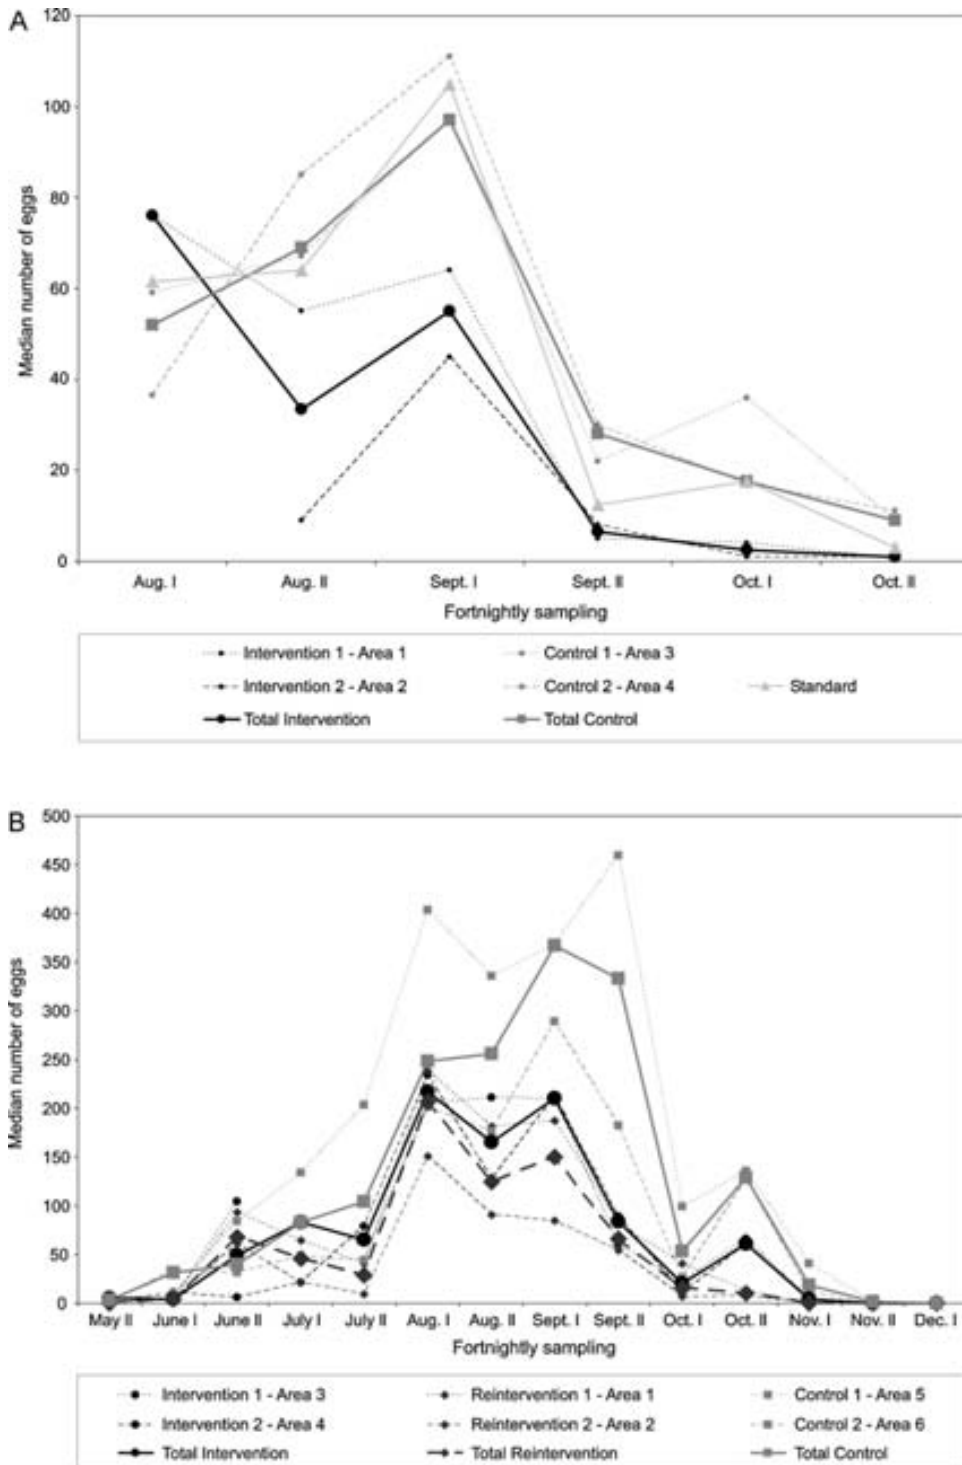 A
120
100
80
60
40
20
0
Median number of eggs
Aug. I Aug. II Sept. I Sept. II Oct. I Oct. II
Fortnightly sampling
Intervention 1 - Area 1 Control 1 - Area 3
Intervention 2 - Area 2 Control 2 - Area 4 Standard
Total Intervention Total Control
B
500
450
400
350
300
250
200
150
100
50
0
Median number of eggs
May II June I June II July I July II Aug. I Aug. II Sept. I Sept. II Oct. I Oct. II Nov. I Nov. II Dec. I
Fortnightly sampling
Intervention 1 - Area 3 Reintervention 1 - Area 1 Control 1 - Area 5
Intervention 2 - Area 4 Reintervention 2 - Area 2 Control 2 - Area 6
Total Intervention Total Reintervention Total Control